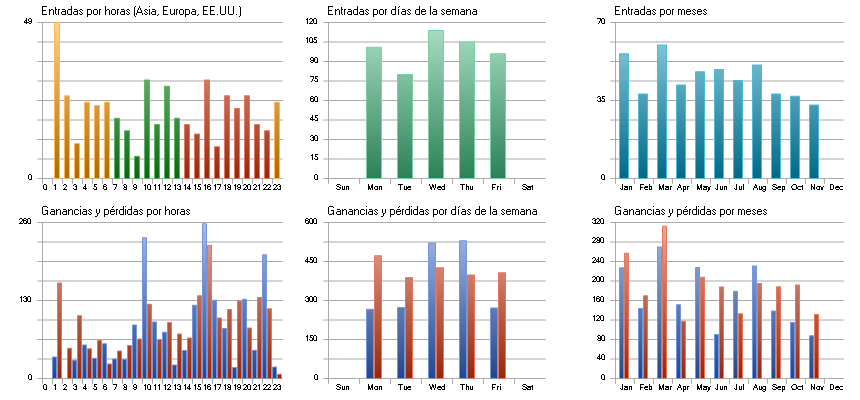 Entradas por horas (Asia, Europa, EE.UU.)
49
0
0 1 2 3 4 5 6 7 8 9 10 11 12 13 14 15 16 17 18 19 20 21 22 23
Entradas por días de la semana
120
105
90
75
60
45
30
15
0
Sun Mon Tue Wed Thu Fri Sat
Entradas por meses
70
35
0
Jan Feb Mar Apr May Jun Jul Aug Sep Oct Nov Dec
Ganancias y pérdidas por horas
260
130
0
0 1 2 3 4 5 6 7 8 9 10 11 12 13 14 15 16 17 18 19 20 21 22 23
Ganancias y pérdidas por días de la semana
600
450
300
150
0
Sun Mon Tue Wed Thu Fri Sat
Ganancias y pérdidas por meses
320
280
240
200
160
120
80
40
0
Jan Feb Mar Apr May Jun Jul Aug Sep Oct Nov Dec